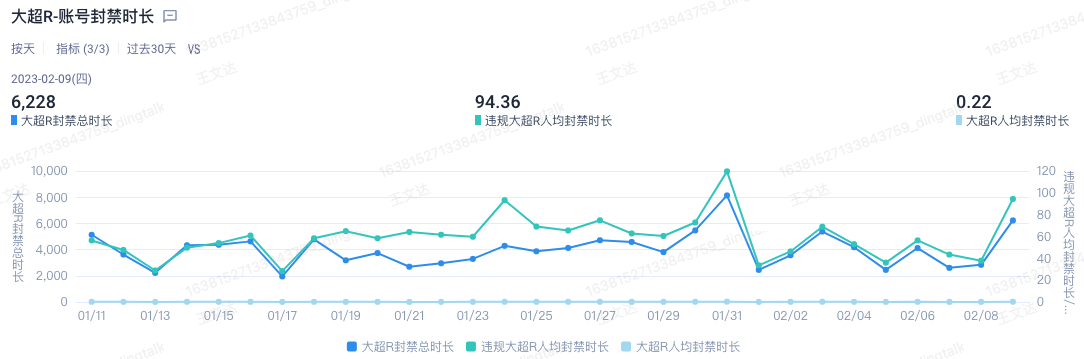 大超R-账号封禁时长
按天 指标 (3/3) 过去30天 VS
2023-02-09(四)
6,228 94.36 0.22
大超R封禁总时长 违规大超R人均封禁时长 大超R人均封禁时长
10,000 120
8,000 100
6,000 80
4,000 60
2,000 40
0 20
0
大超R封禁总时长
违规大超R人均封禁时长/...
01/11 01/13 01/15 01/17 01/19 01/21 01/23 01/25 01/27 01/29 01/31 02/02 02/04 02/06 02/08
大超R封禁总时长 违规大超R人均封禁时长 大超R人均封禁时长
王文达
1638152713384375​9_dingtalk